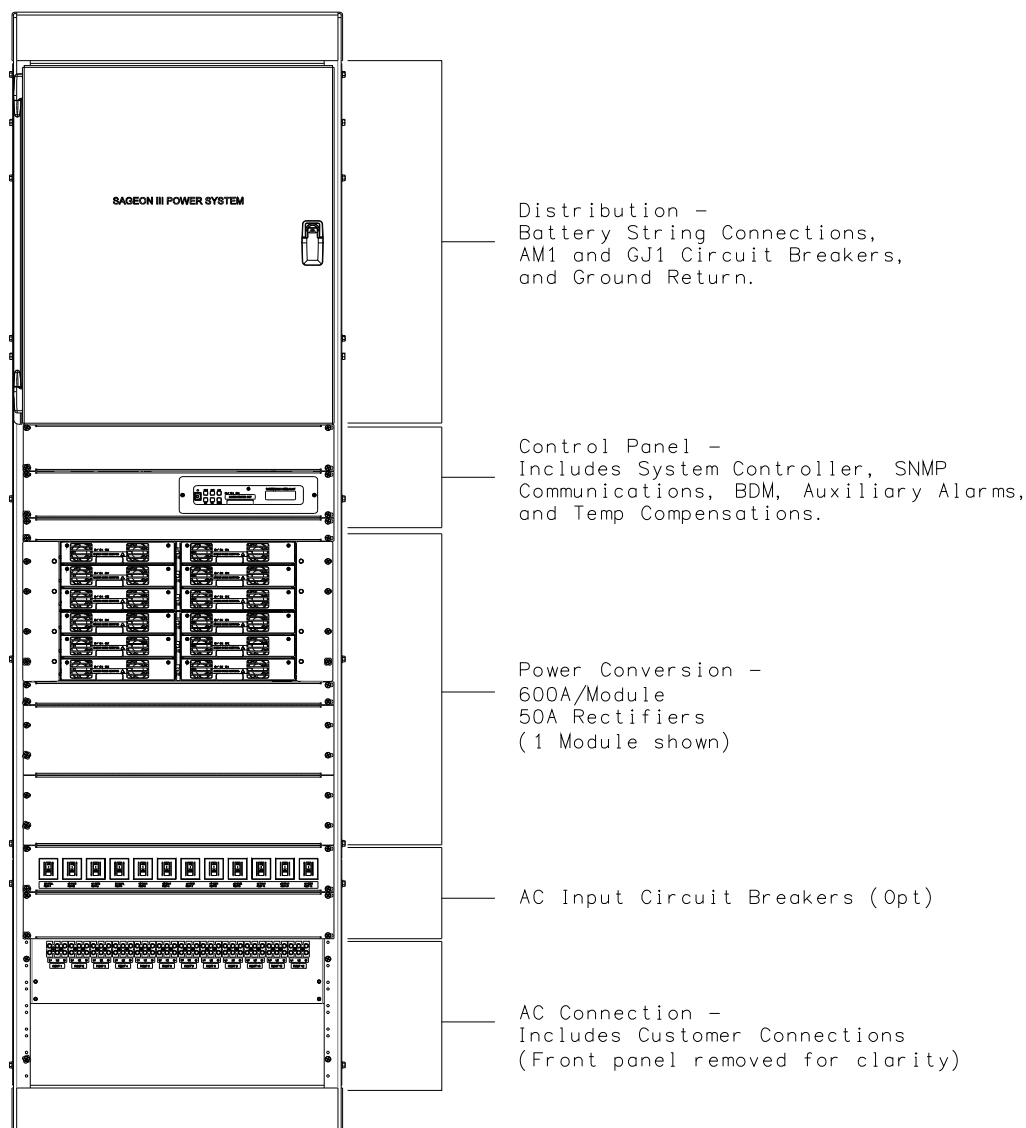 SAGEON III POWER SYSTEM
Distribution –
Battery String Connections,
AM1 and GJ1 Circuit Breakers,
and Ground Return.
Control Panel –
Includes System Controller, SNMP
Communications, BDM, Auxiliary Alarms,
and Temp Compensations.
Power Conversion –
600A/Module
50A Rectifiers
(1 Module shown)
AC Input Circuit Breakers (Opt)
AC Connection –
Includes Customer Connections
(Front panel removed for clarity)